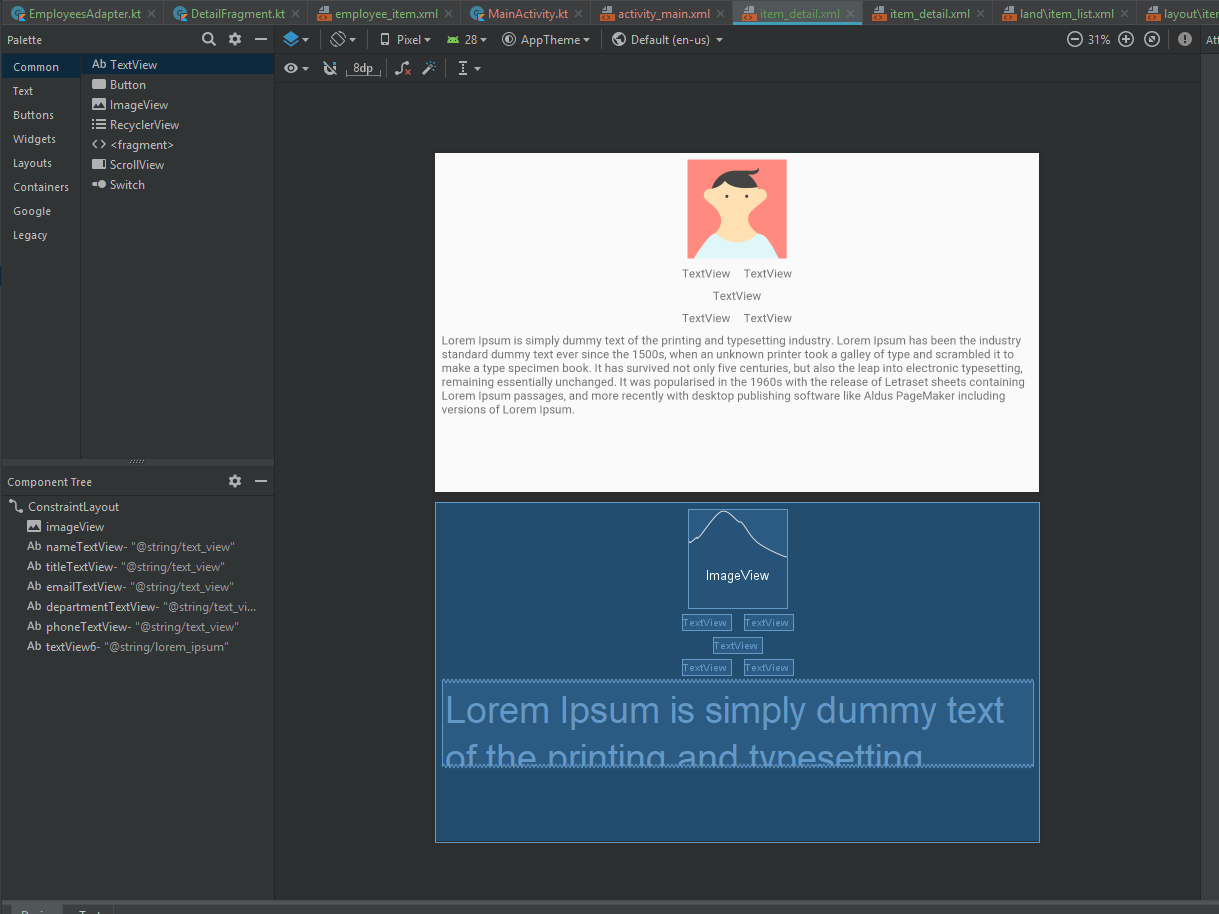 EmployeesAdapter.kt
DetailFragment.kt
employee_item.xml
MainActivity.kt
activity_main.xml
item_detail.xml
item_detail.xml
land\item_list.xml
Palette
Pixel
28
AppTheme
Default (en-us)
31%
8dp
Common
Text
Buttons
Widgets
Layouts
Containers
Google
Legacy
Ab TextView
Button
ImageView
RecyclerView
<fragment>
ScrollView
Switch
TextView TextView
TextView
TextView TextView
Lorem Ipsum is simply dummy text of the printing and typesetting industry. Lorem Ipsum has been the industry
standard dummy text ever since the 1500s, when an unknown printer took a galley of type and scrambled it to
make a type specimen book. It has survived not only five centuries, but also the leap into electronic typesetting,
remaining essentially unchanged. It was popularised in the 1960s with the release of Letraset sheets containing
Lorem Ipsum passages, and more recently with desktop publishing software like Aldus PageMaker including
versions of Lorem Ipsum.
Component Tree
ConstraintLayout
imageView
Ab nameTextView- "@string/text_view"
Ab titleTextView- "@string/text_view"
Ab emailTextView- "@string/text_view"
Ab departmentTextView- "@string/text_vi...
Ab phoneTextView- "@string/text_view"
Ab textView6- "@string/lorem_ipsum"
ImageView
TextView TextView
TextView
TextView TextView
Lorem Ipsum is simply dummy text
of the printing and typesetting